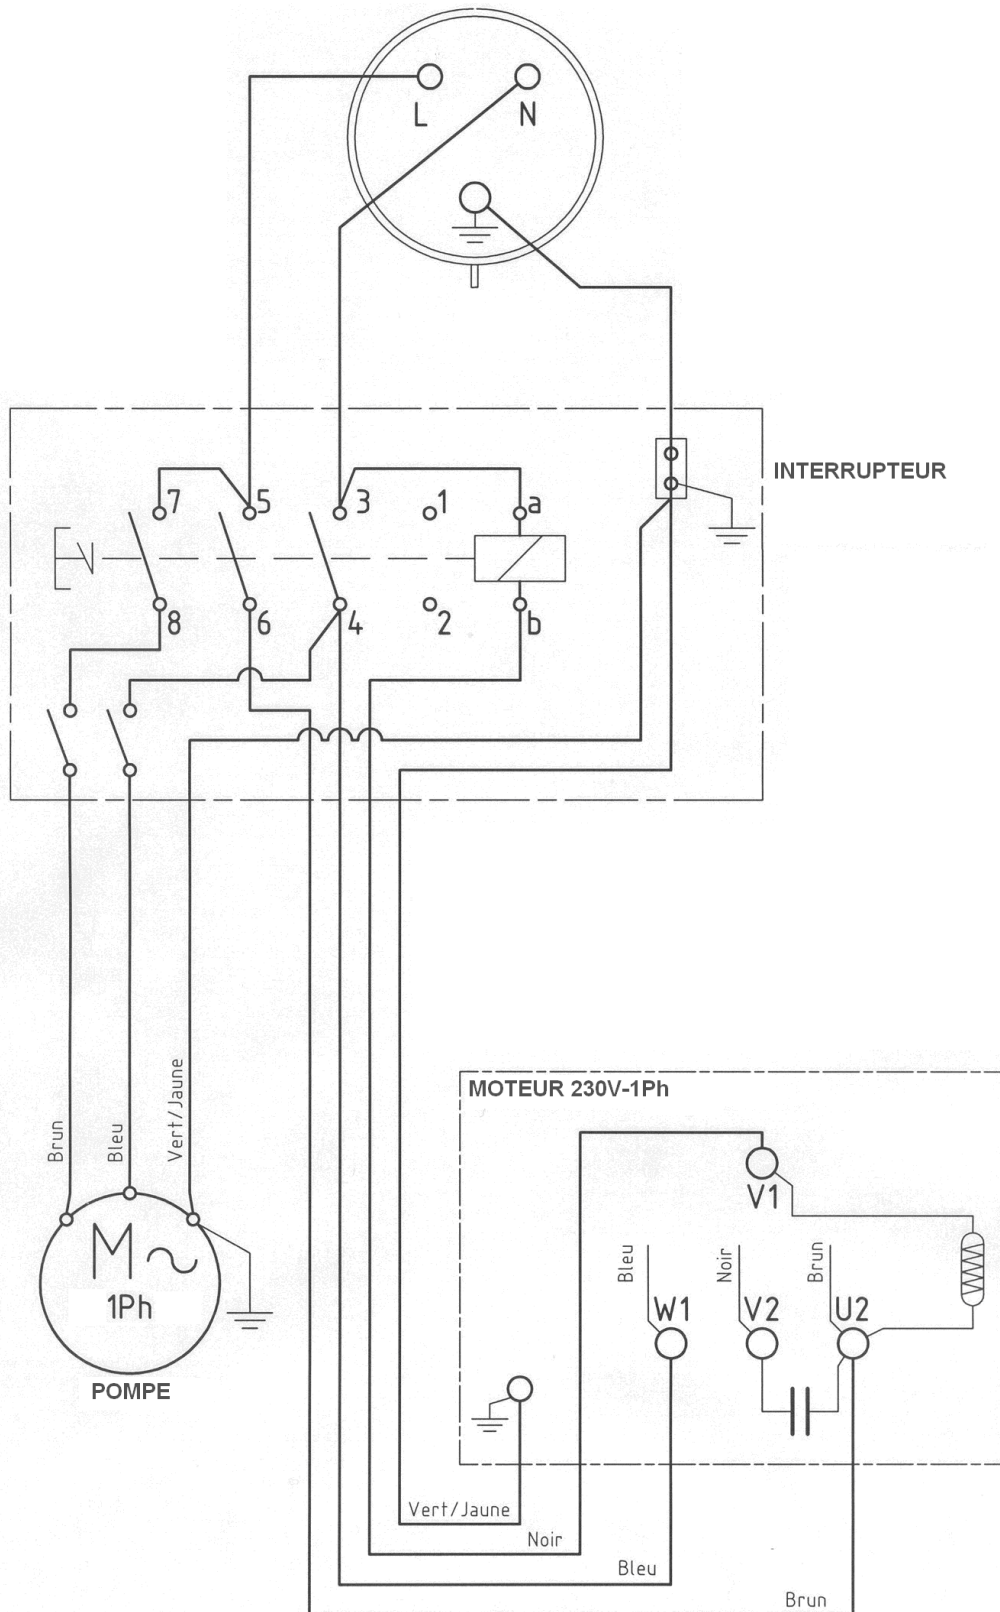 L N
INTERRUPTEUR
7 5 3 1 a
8 6 4 2 b
Brun
Bleu
Vert/Jaune
M
1Ph
POMPE
MOTEUR 230V-1Ph
V1
Bleu
Noir
Brun
W1 V2 U2
Vert/Jaune
Noir
Bleu
Brun